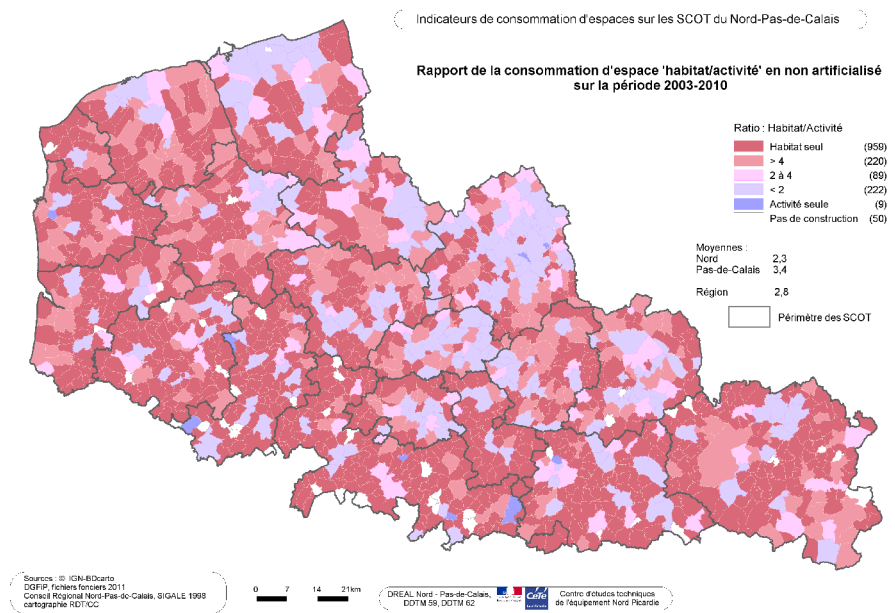 Indicateurs de consommation d'espaces sur les SCOT du Nord-Pas-de-Calais
Rapport de la consommation d'espace 'habitat/activité' en non artificialisé
sur la période 2003-2010
Ratio : Habitat/Activité
Habitat seul (959)
> 4 (220)
2 à 4 (89)
< 2 (222)
Activité seule (9)
Pas de construction (50)
Moyennes :
Nord 2,3
Pas-de-Calais 3,4
Région 2,8
Périmètre des SCOT
Sources : © IGN-BDcarto
DGFiP, fichiers fonciers 2011
Conseil Régional Nord-Pas-de-Calais, SIGALE 1998
cartographie RDT/CC
0 7 14 21km
DREAL Nord - Pas-de-Calais,
DDTM 59, DDTM 62
Cete
Centre d'études techniques
de l'équipement Nord Picardie